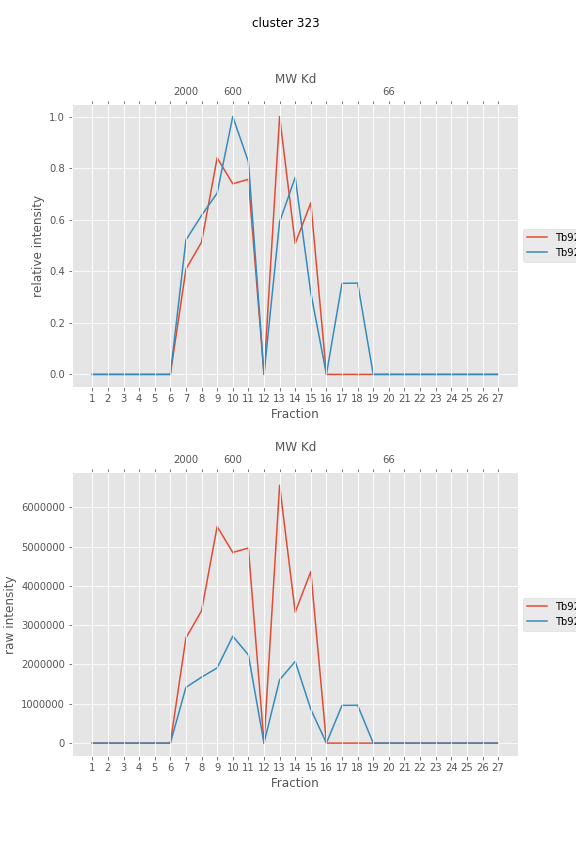 cluster 323
MW Kd
2000 600 66
1.0
0.8
0.6
0.4
0.2
0.0
relative intensity
1 2 3 4 5 6 7 8 9 10 11 12 13 14 15 16 17 18 19 20 21 22 23 24 25 26 27
Fraction
Tb92
Tb92
MW Kd
2000 600 66
6000000
5000000
4000000
3000000
2000000
1000000
0
raw intensity
1 2 3 4 5 6 7 8 9 10 11 12 13 14 15 16 17 18 19 20 21 22 23 24 25 26 27
Fraction
Tb92
Tb92